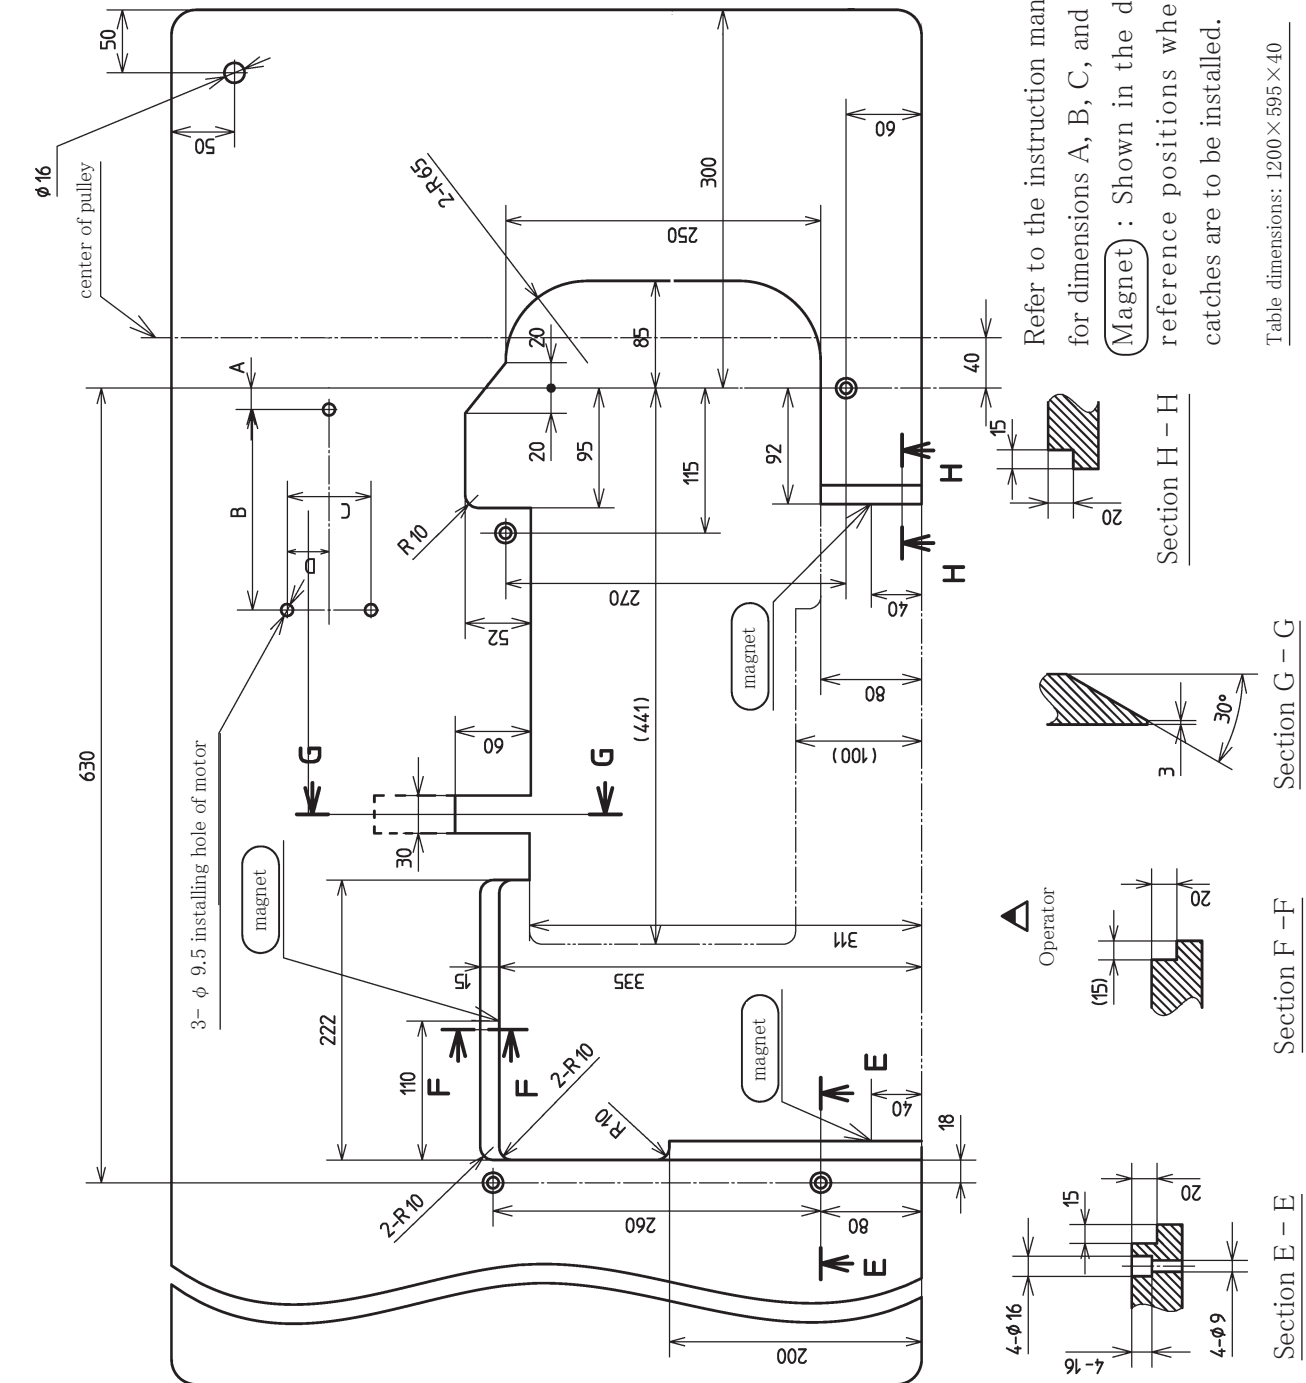 50
50
φ16
center of pulley
2-R65
300
60
250
20
85
40
A
B
C
D
20
95
115
92
R10
H
H
270
40
52
magnet
80
(441)
(100)
60
G
G
630
3- φ 9.5 installing hole of motor
30
magnet
311
15
335
222
110
F
F
2-R10
R10
magnet
E
40
18
2-R10
260
80
E
200
Refer to the instruction man
for dimensions A, B, C, and
Magnet : Shown in the d
reference positions whe
catches are to be installed.
Table dimensions: 1200×595×40
15
20
Section H - H
3
30°
Section G - G
Operator
(15)
20
Section F -F
15
20
4-φ16
4-16
4-φ9
Section E - E